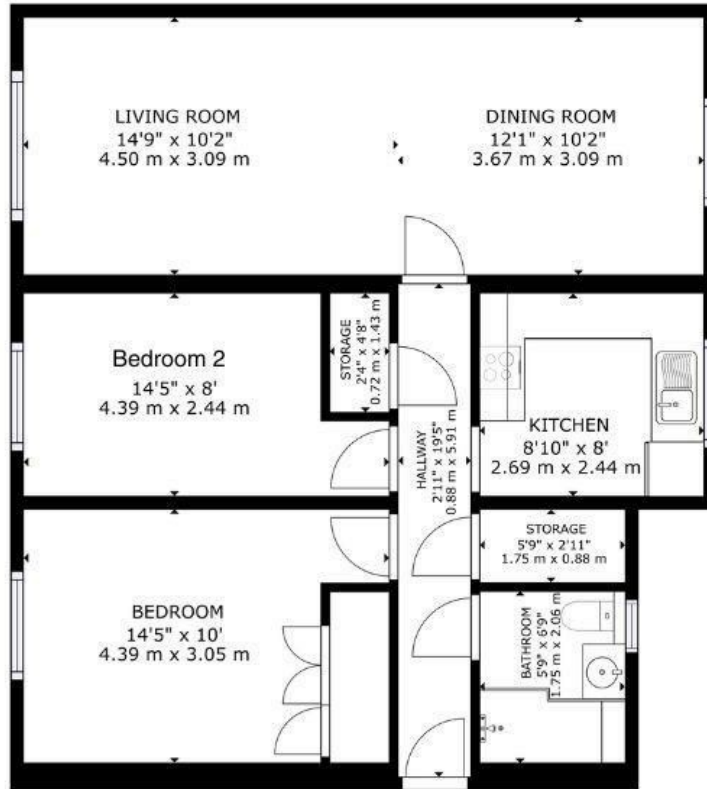 LIVING ROOM
14'9" x 10'2"
4.50 m x 3.09 m
DINING ROOM
12'1" x 10'2"
3.67 m x 3.09 m
Bedroom 2
14'5" x 8'
4.39 m x 2.44 m
STORAGE
2'4" x 4'8"
0.72 m x 1.43 m
HALLWAY
2'11" x 19'5"
0.88 m x 5.91 m
KITCHEN
8'10" x 8'
2.69 m x 2.44 m
STORAGE
5'9" x 2'11"
1.75 m x 0.88 m
BEDROOM
14'5" x 10'
4.39 m x 3.05 m
BATHROOM
5'9" x 6'9"
1.75 m x 2.06 m